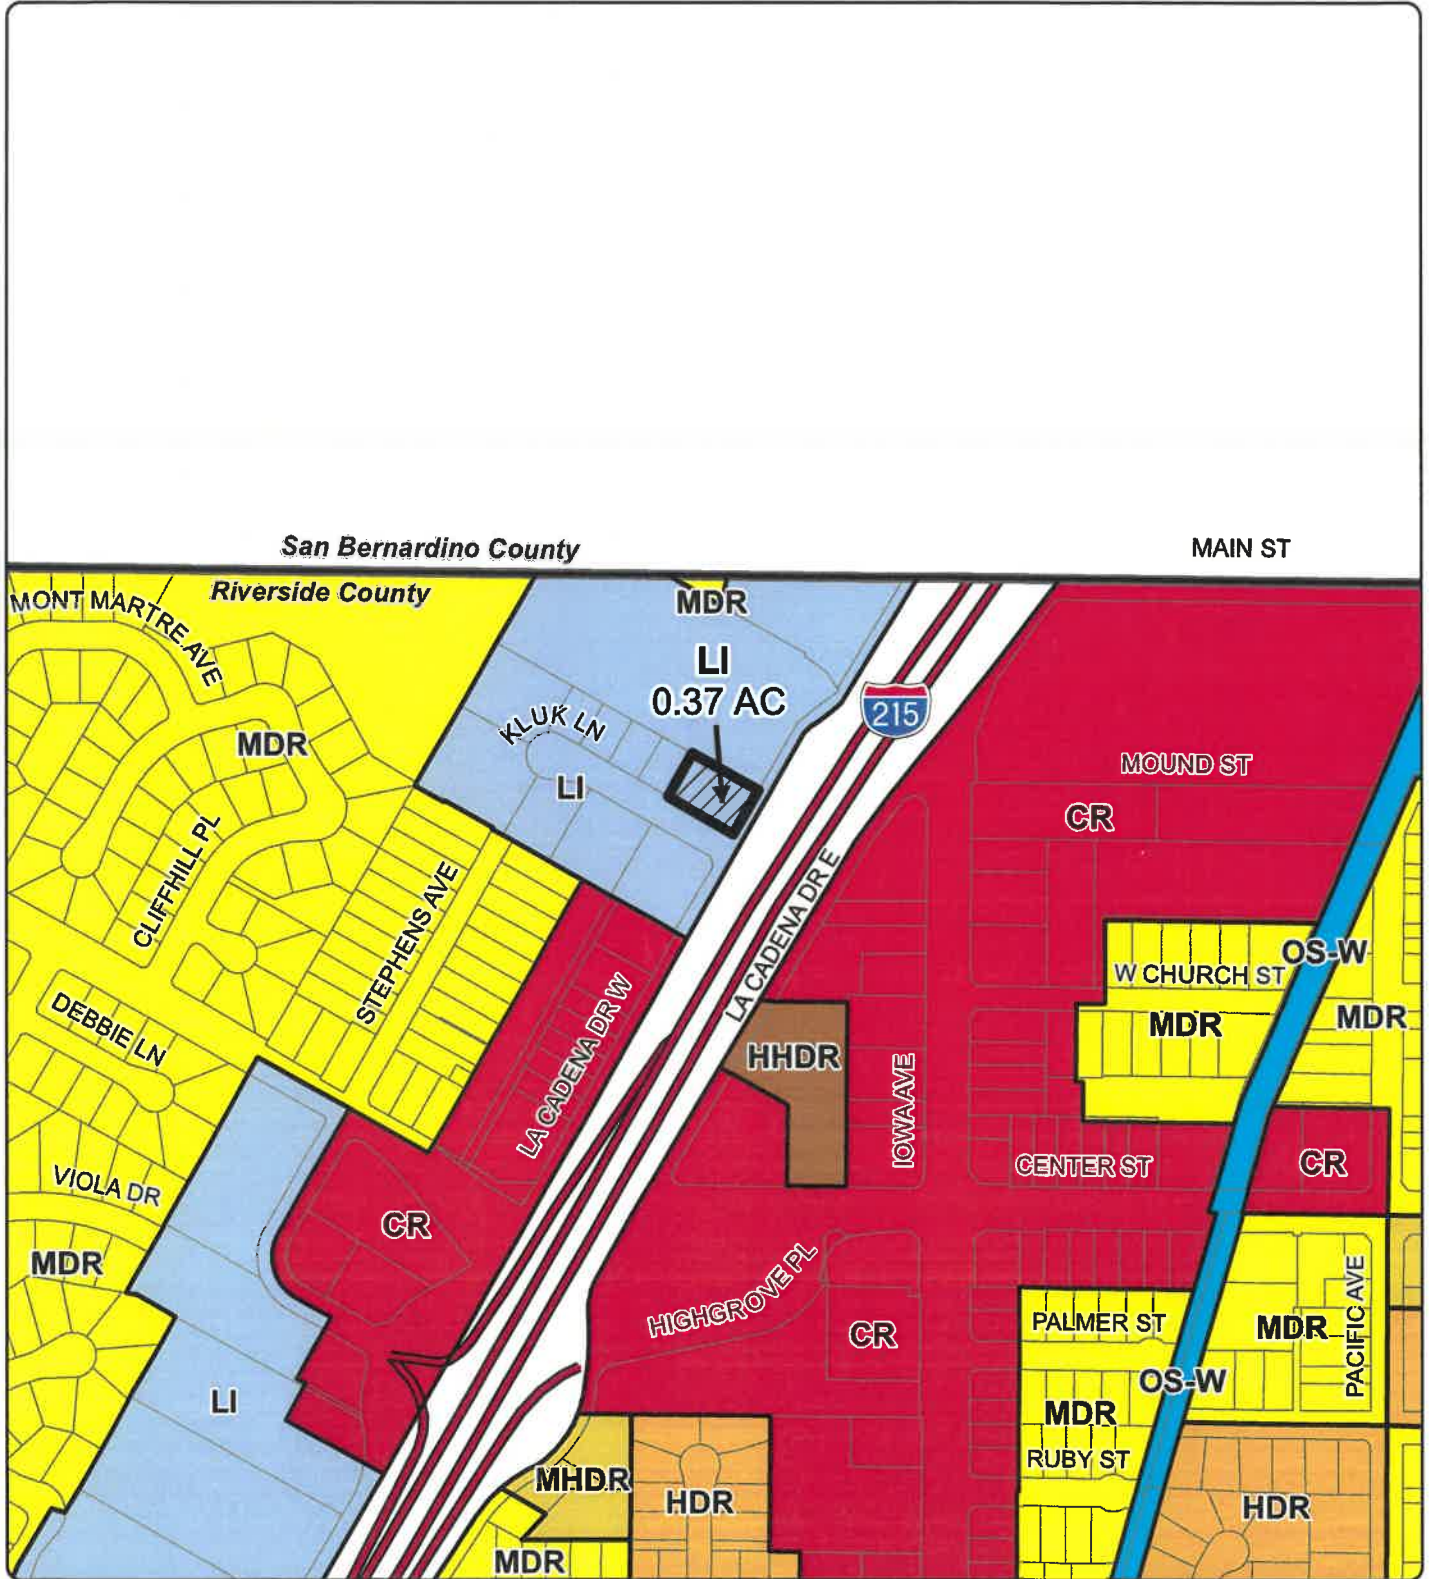 San Bernardino County
MAIN ST
Riverside County
MONT MARTRE AVE
MDR
LI
0.37 AC
215
KLUK LN
MDR
LI
MOUND ST
CR
CLIFFHILL PL
STEPHENS AVE
LA CADENA DR E
OS-W
W CHURCH ST
MDR
MDR
DEBBIE LN
LA CADENA DR W
HHDR
IOWA AVE
CENTER ST
CR
VIOLA DR
CR
MDR
HIGHGROVE PL
CR
PALMER ST
MDR
PACIFIC AVE
OS-W
LI
MDR
RUBY ST
MHDR
HDR
HDR
MDR